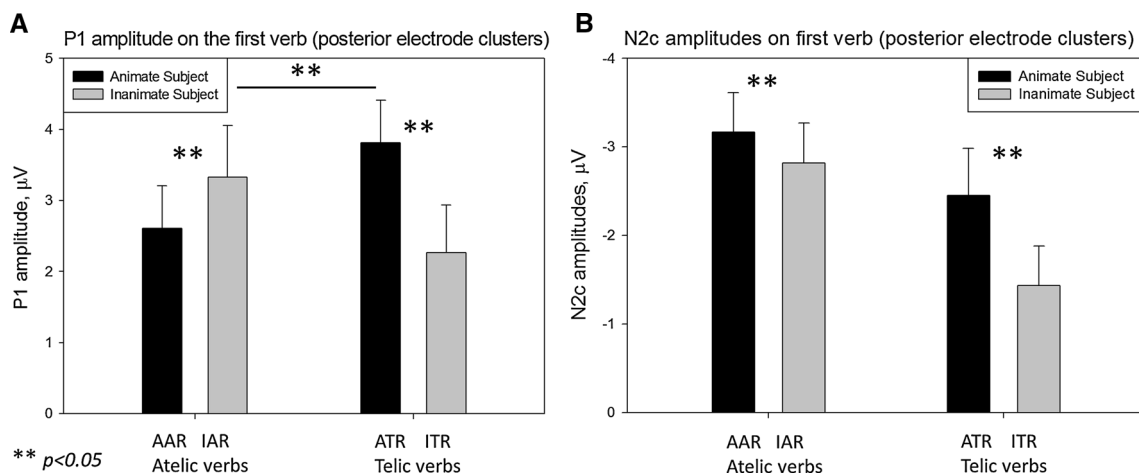 A
P1 amplitude on the first verb (posterior electrode clusters)
5
4
3
2
1
0
P1 amplitude, μV
Animate Subject
Inanimate Subject
**
**
**
AAR IAR
Atelic verbs
ATR ITR
Telic verbs
** p<0.05
B
N2c amplitudes on first verb (posterior electrode clusters)
-4
-3
-2
-1
0
N2c amplitudes, μV
Animate Subject
Inanimate Subject
**
**
AAR IAR
Atelic verbs
ATR ITR
Telic verbs